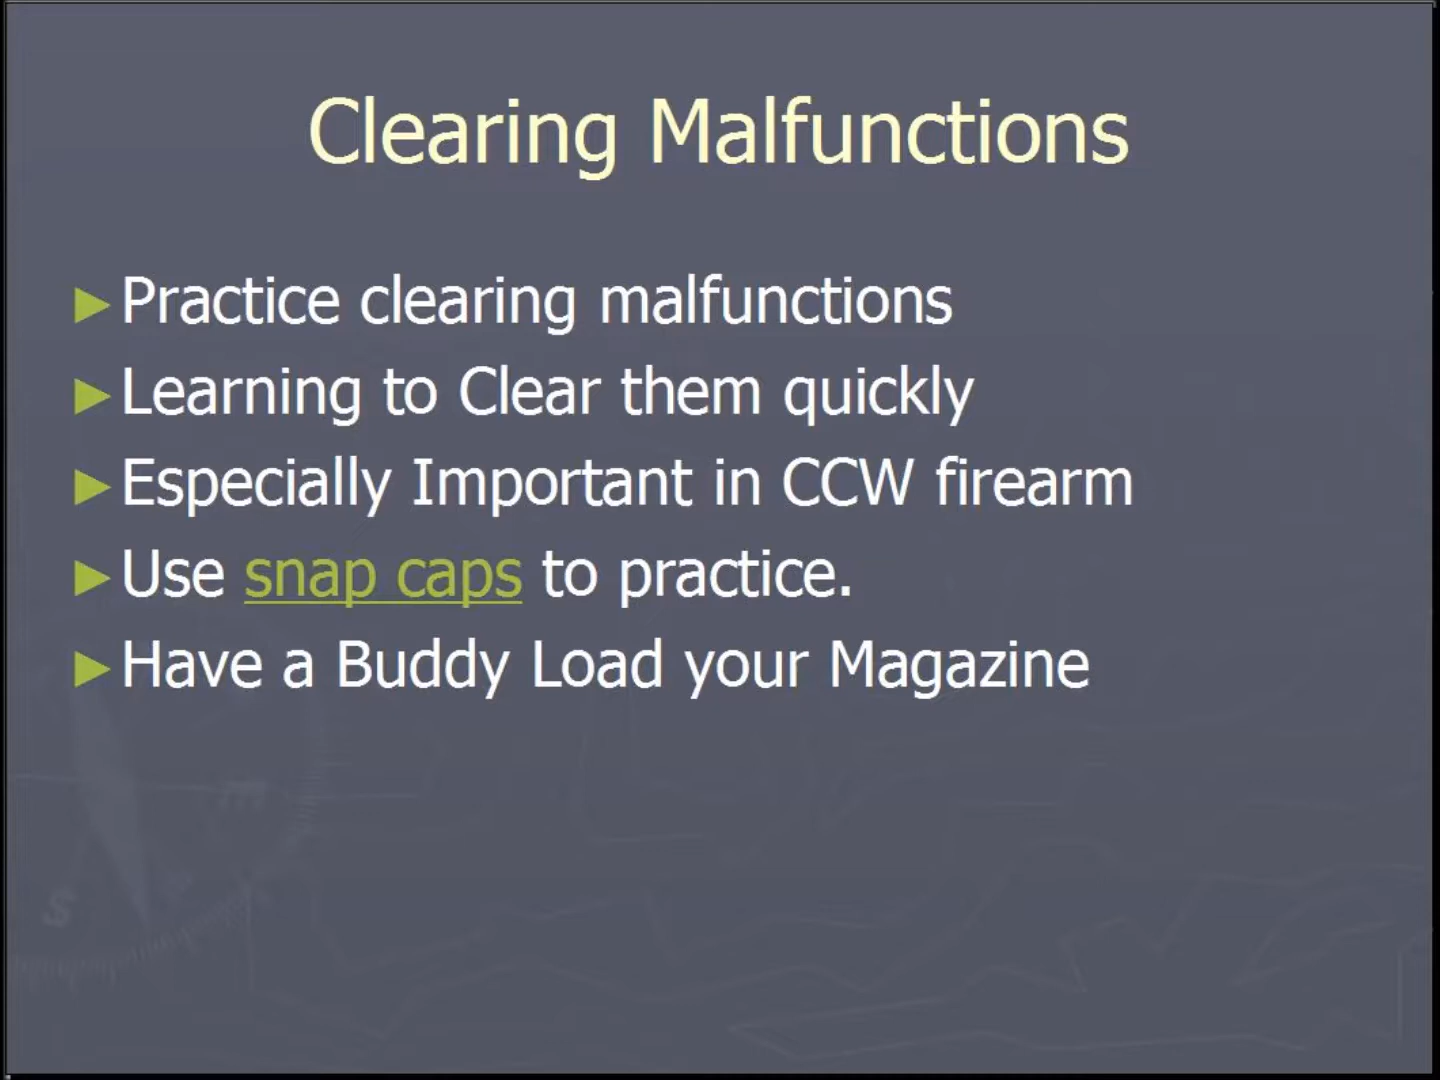 Clearing Malfunctions
Practice clearing malfunctions
Learning to Clear them quickly
Especially Important in CCW firearm
Use snap caps to practice.
Have a Buddy Load your Magazine
S